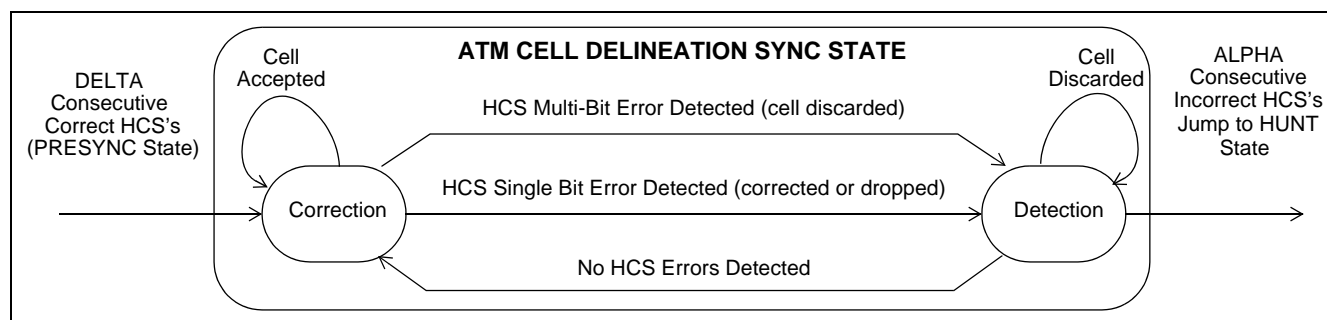 ATM CELL DELINEATION SYNC STATE
DELTA
Consecutive
Correct HCS's
(PRESYNC State)
Cell
Accepted
HCS Multi-Bit Error Detected (cell discarded)
Cell
Discarded
ALPHA
Consecutive
Incorrect HCS's
Jump to HUNT
State
Correction
HCS Single Bit Error Detected (corrected or dropped)
Detection
No HCS Errors Detected